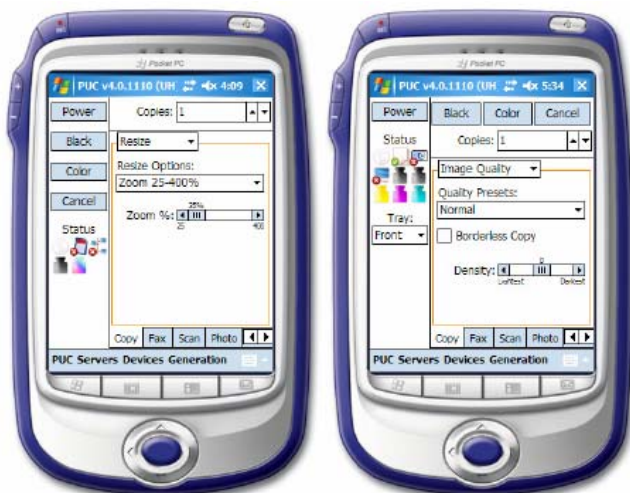 Pocket PC
PUC v4.0.1110 (UH 4:09
Power
Copies: 1
Black
Resize
Color
Resize Options:
Zoom 25-400%
Cancel
25%
Zoom %:
25 400
Status
Copy Fax Scan Photo
PUC Servers Devices Generation
Pocket PC
PUC v4.0.1110 (UH 5:34
Power Black Color Cancel
Status
Copies: 1
Image Quality
Quality Presets:
Normal
Tray:
Front
Borderless Copy
0
Density:
Lightest Darkest
Copy Fax Scan Photo
PUC Servers Devices Generation